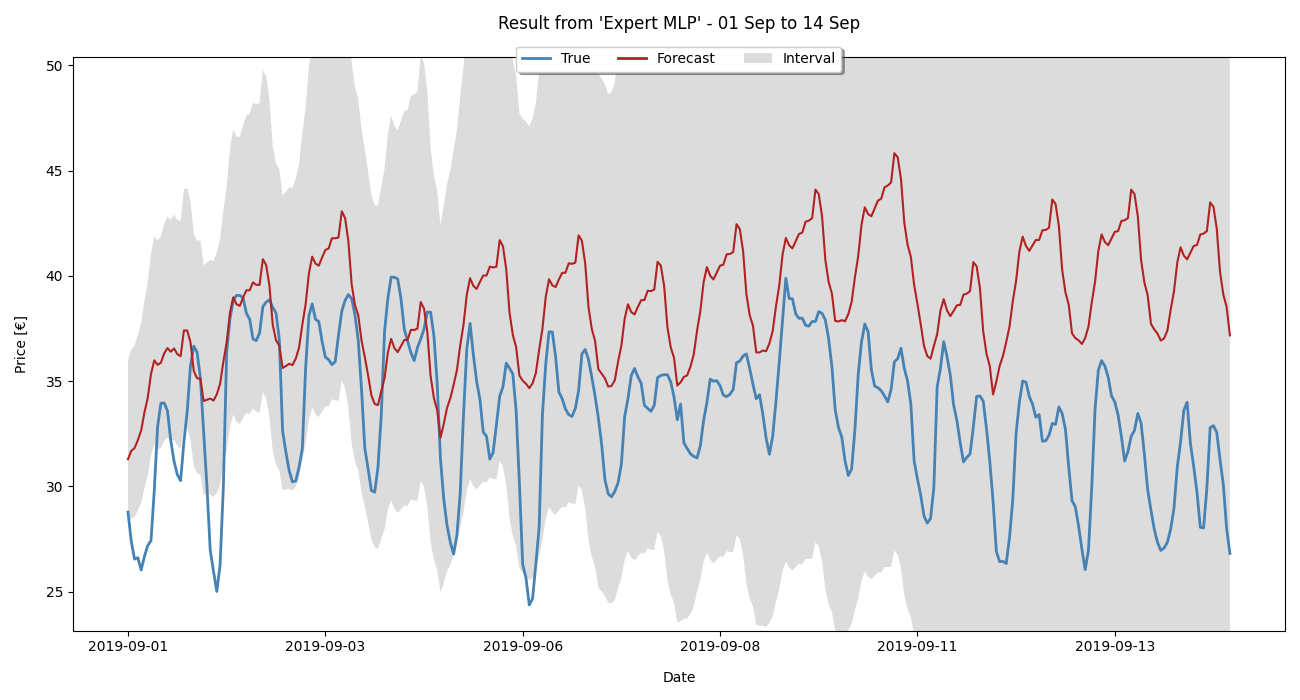 Result from 'Expert MLP' - 01 Sep to 14 Sep
True Forecast Interval
50
45
40
35
30
25
Price [€]
2019-09-01 2019-09-03 2019-09-06 2019-09-08 2019-09-11 2019-09-13
Date